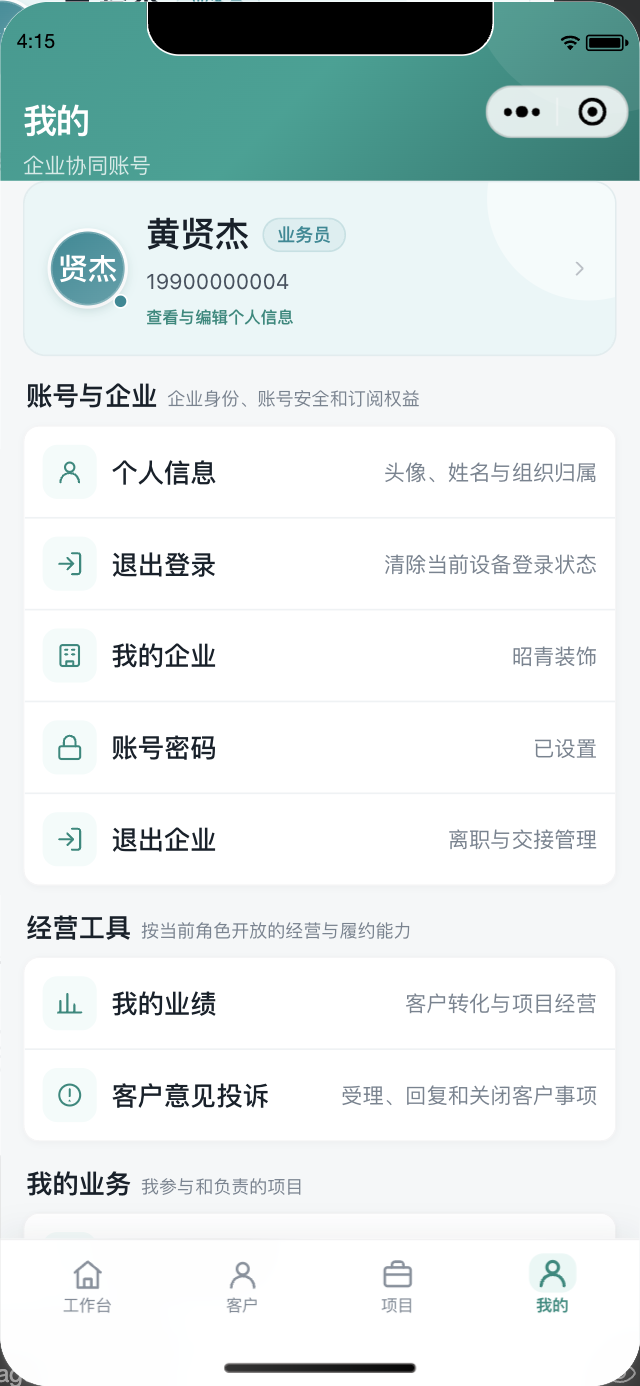 4:15
我的
企业协同账号
贤杰
黄贤杰 业务员
19900000004
查看与编辑个人信息
账号与企业 企业身份、账号安全和订阅权益
个人信息 头像、姓名与组织归属
退出登录 清除当前设备登录状态
我的企业 昭青装饰
账号密码 已设置
退出企业 离职与交接管理
经营工具 按当前角色开放的经营与履约能力
我的业绩 客户转化与项目经营
客户意见投诉 受理、回复和关闭客户事项
我的业务 我参与和负责的项目
工作台 客户 项目 我的